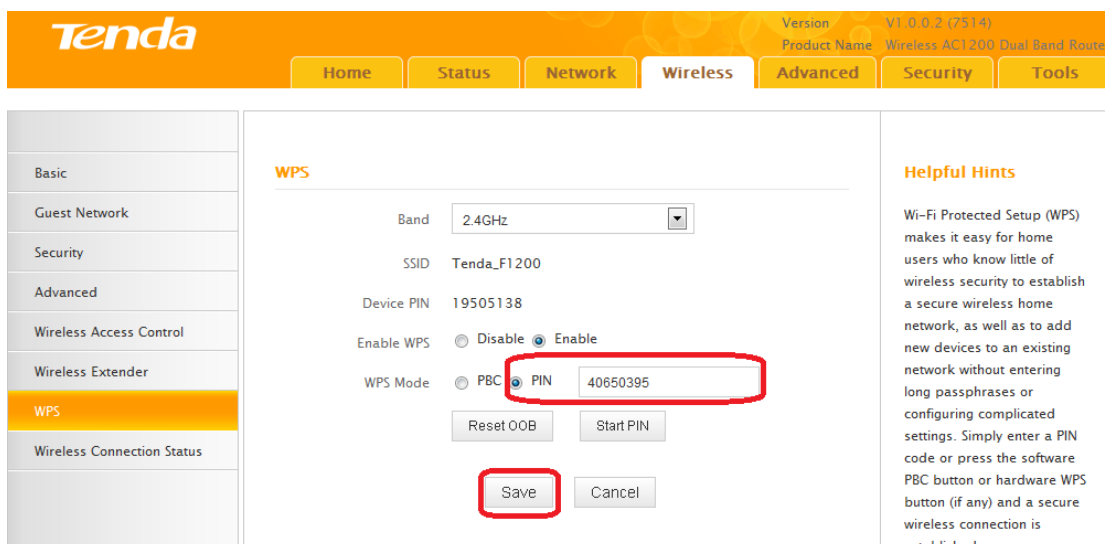 Tenda
Version V1.0.0.2 (7514)
Product Name Wireless AC1200 Dual Band Route
Home Status Network Wireless Advanced Security Tools
Basic
Guest Network
Security
Advanced
Wireless Access Control
Wireless Extender
WPS
Wireless Connection Status
WPS
Band 2.4GHz
SSID Tenda_F1200
Device PIN 19505138
Enable WPS Disable Enable
WPS Mode PBC PIN 40650395
Reset OOB Start PIN
Save Cancel
Helpful Hints
Wi-Fi Protected Setup (WPS)
makes it easy for home
users who know little of
wireless security to establish
a secure wireless home
network, as well as to add
new devices to an existing
network without entering
long passphrases or
configuring complicated
settings. Simply enter a PIN
code or press the software
PBC button or hardware WPS
button (if any) and a secure
wireless connection is